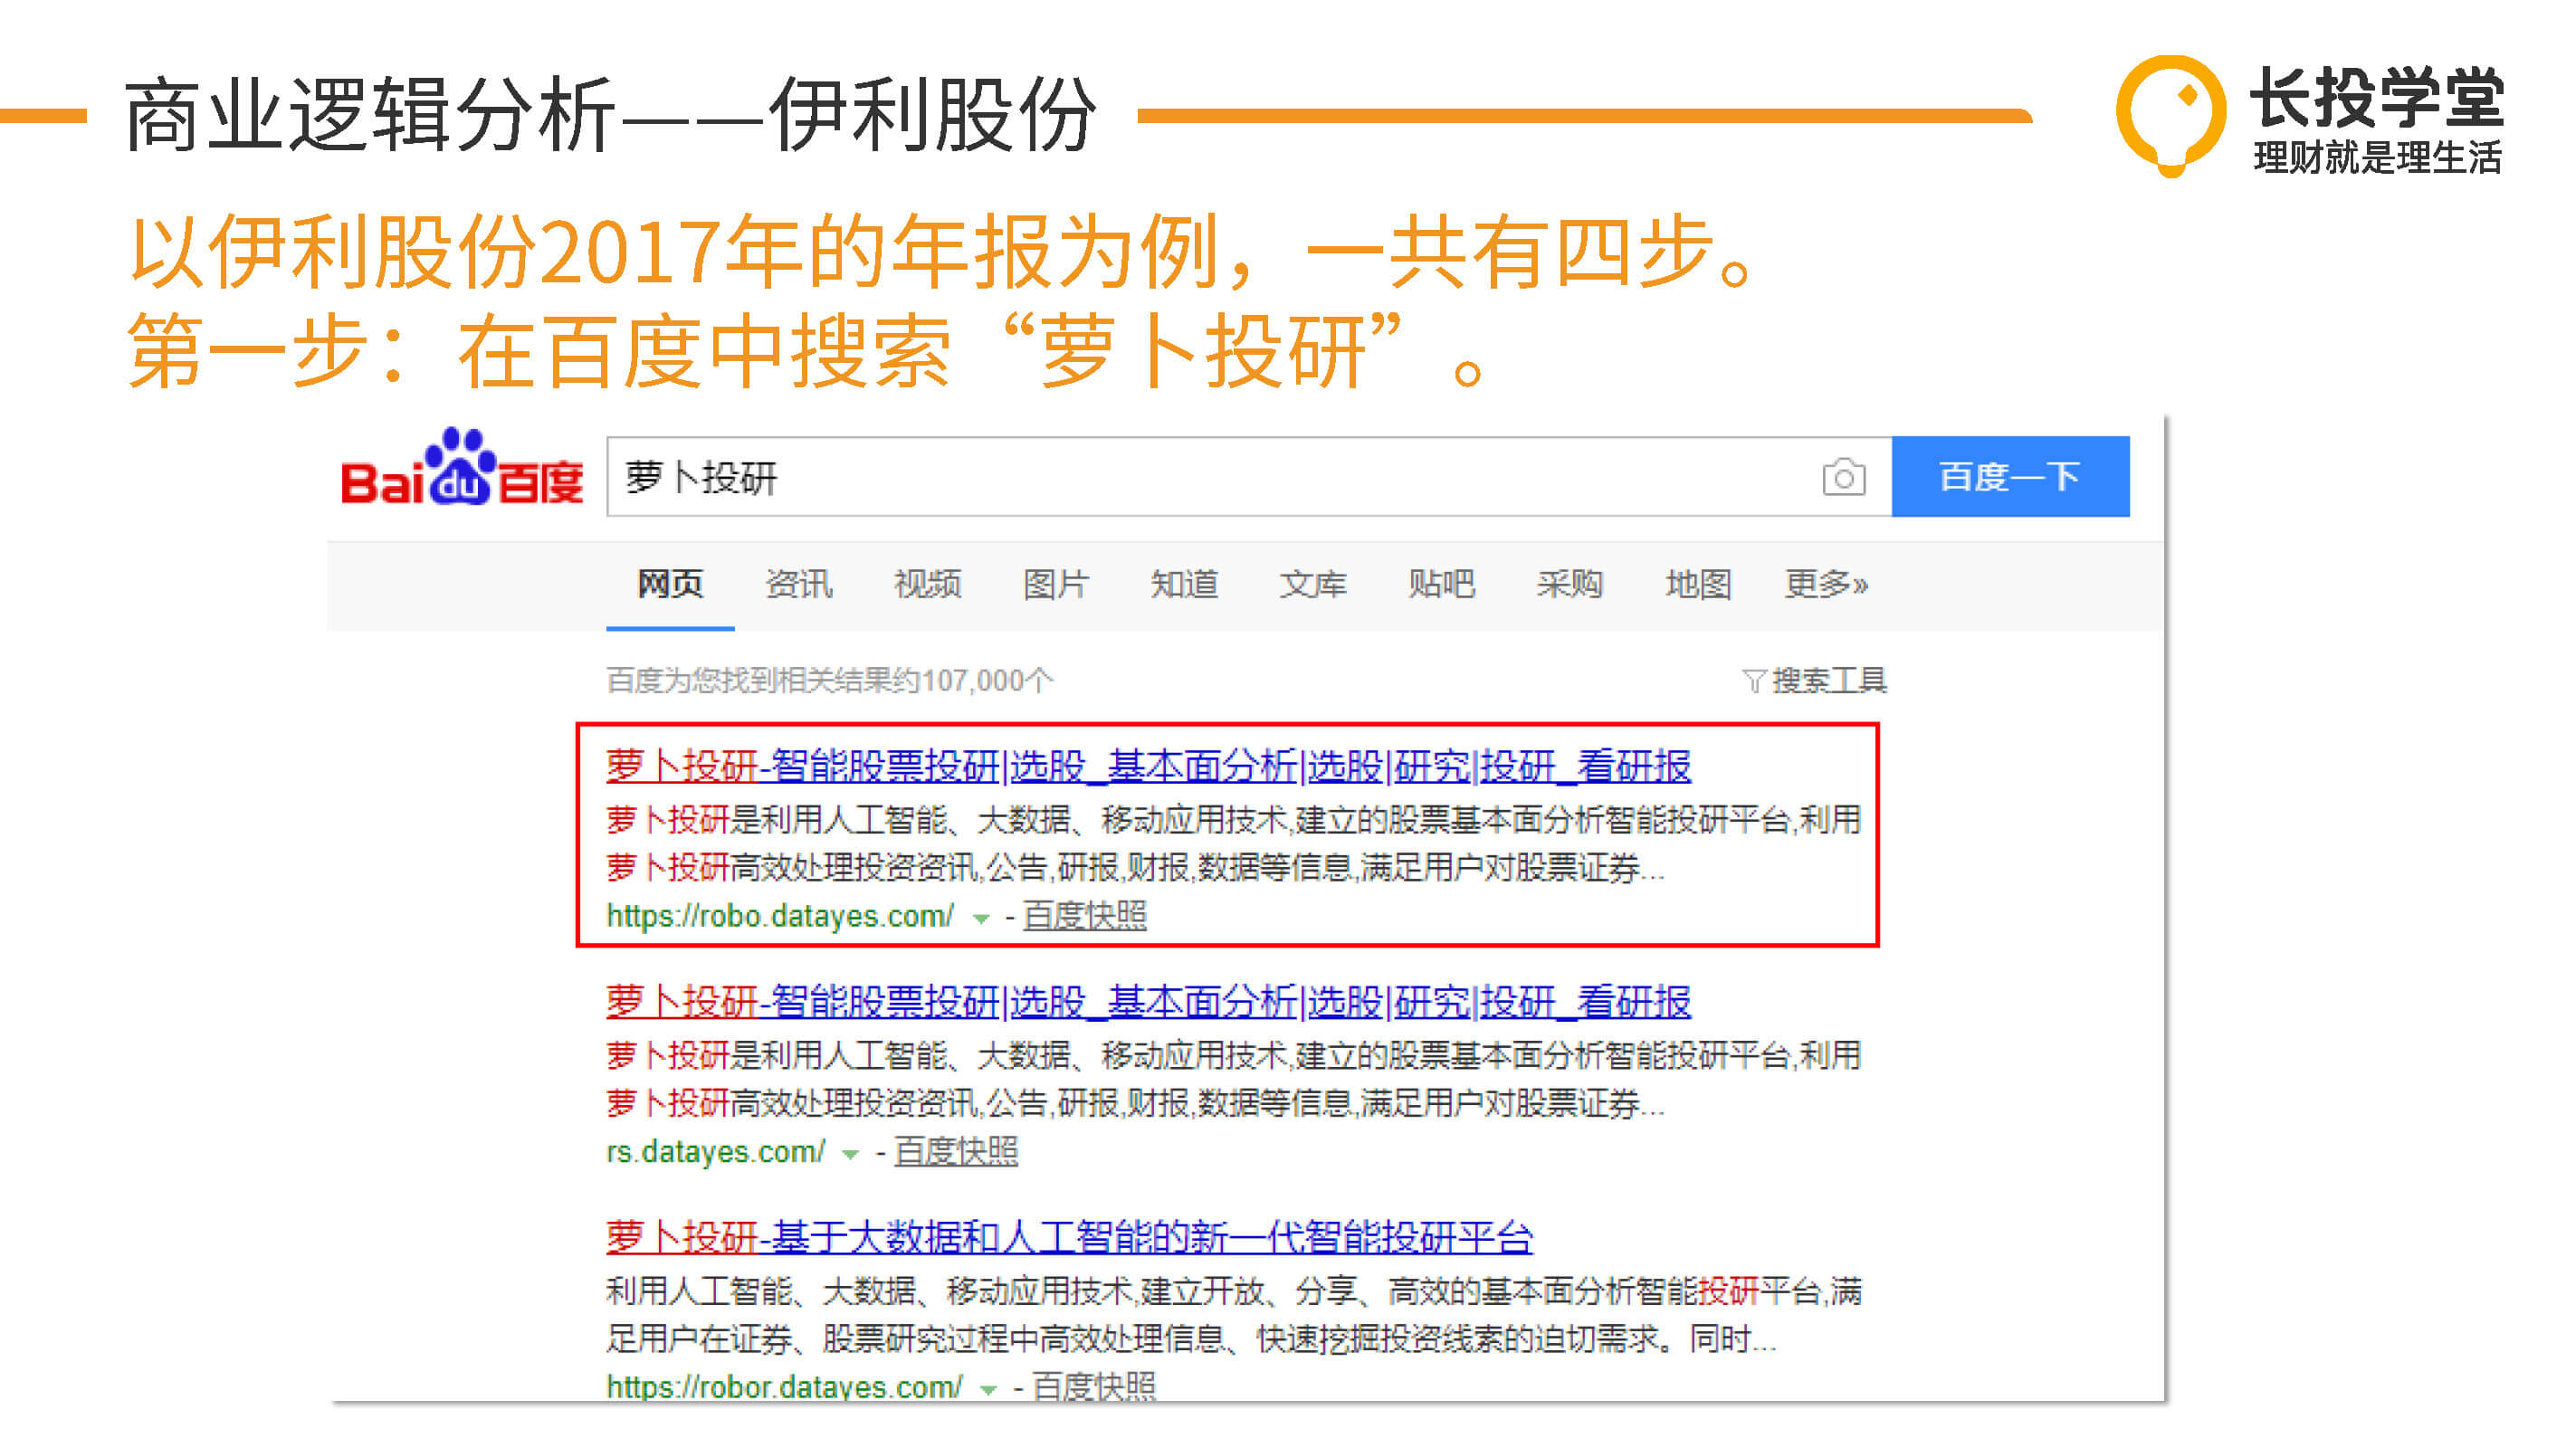 商业逻辑分析——伊利股份
长投学堂
理财就是理生活
以伊利股份2017年的年报为例，一共有四步。
第一步：在百度中搜索“萝卜投研”。
Bai du 百度
萝卜投研
百度一下
网页 资讯 视频 图片 知道 文库 贴吧 采购 地图 更多»
百度为您找到相关结果约107,000个
搜索工具
萝卜投研-智能股票投研|选股_基本面分析|选股|研究|投研_看研报
萝卜投研是利用人工智能、大数据、移动应用技术,建立的股票基本面分析智能投研平台,利用
萝卜投研高效处理投资资讯,公告,研报,财报,数据等信息,满足用户对股票证券...
https://robo.datayes.com/ - 百度快照
萝卜投研-智能股票投研|选股_基本面分析|选股|研究|投研_看研报
萝卜投研是利用人工智能、大数据、移动应用技术,建立的股票基本面分析智能投研平台,利用
萝卜投研高效处理投资资讯,公告,研报,财报,数据等信息,满足用户对股票证券...
rs.datayes.com/ - 百度快照
萝卜投研-基于大数据和人工智能的新一代智能投研平台
利用人工智能、大数据、移动应用技术,建立开放、分享、高效的基本面分析智能投研平台,满
足用户在证券、股票研究过程中高效处理信息、快速挖掘投资线索的迫切需求。同时...
https://robor.datayes.com/ - 百度快照